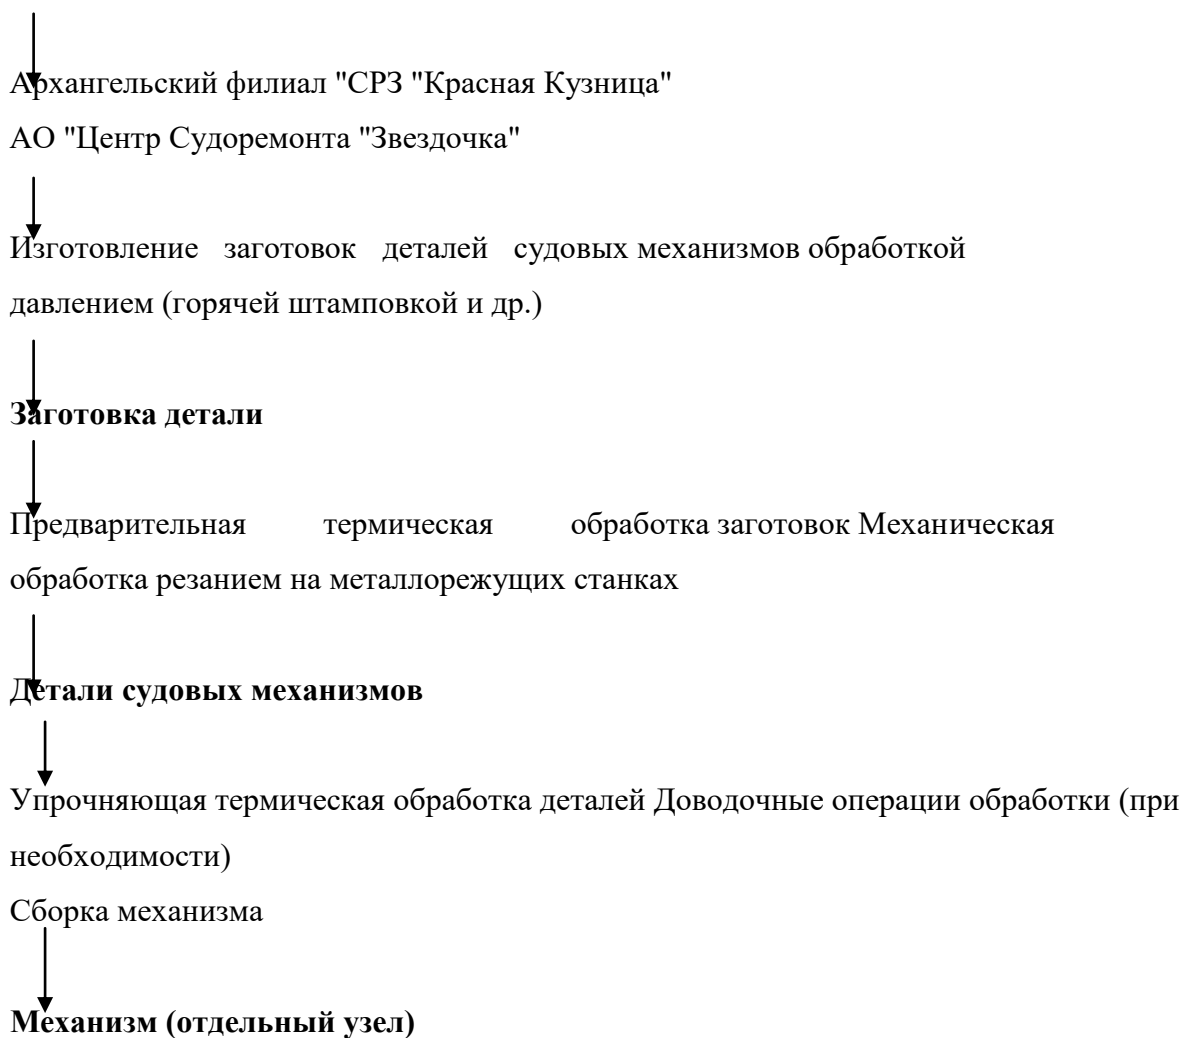 Архангельский филиал "СРЗ "Красная Кузница"
АО "Центр Судоремонта "Звездочка"
Изготовление заготовок деталей судовых механизмов обработкой
давлением (горячей штамповкой и др.)
Заготовка детали
Предварительная термическая обработка заготовок Механическая
обработка резанием на металлорежущих станках
Детали судовых механизмов
Упрочняющая термическая обработка деталей Доводочные операции обработки (при
необходимости)
Сборка механизма
Механизм (отдельный узел)